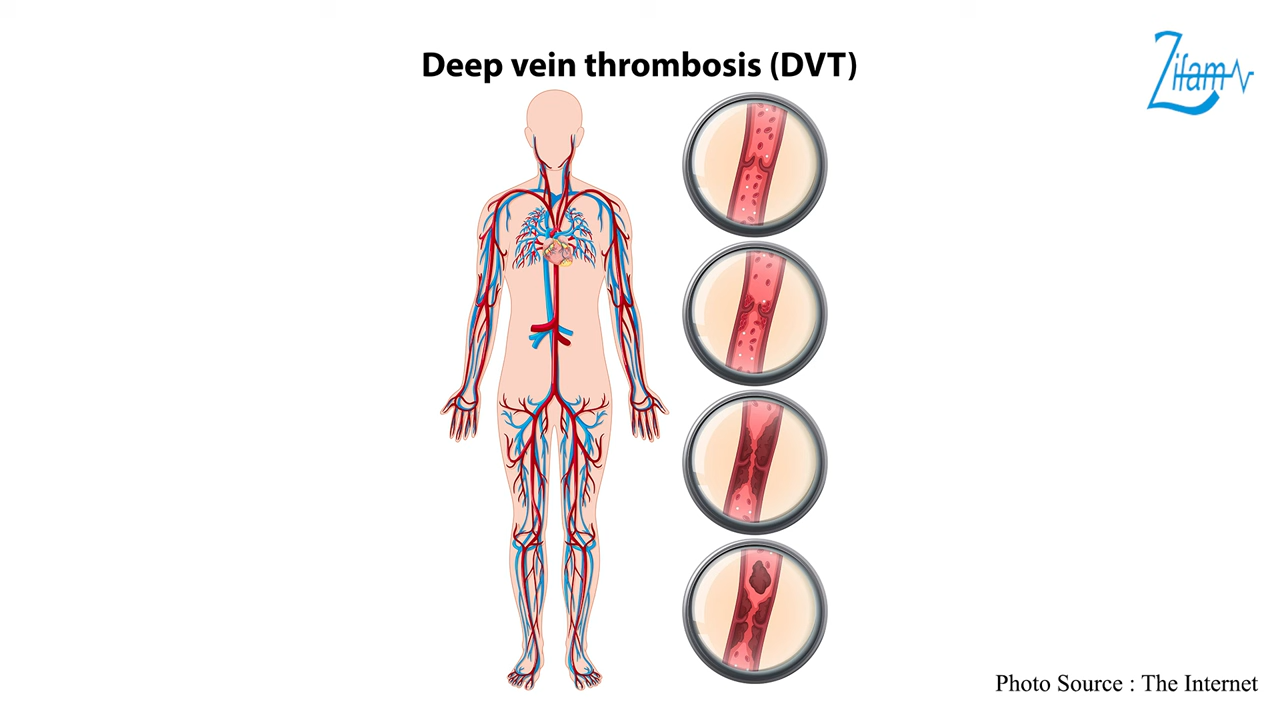 Deep vein thrombosis (DVT)
Zifam
Photo Source : The Internet